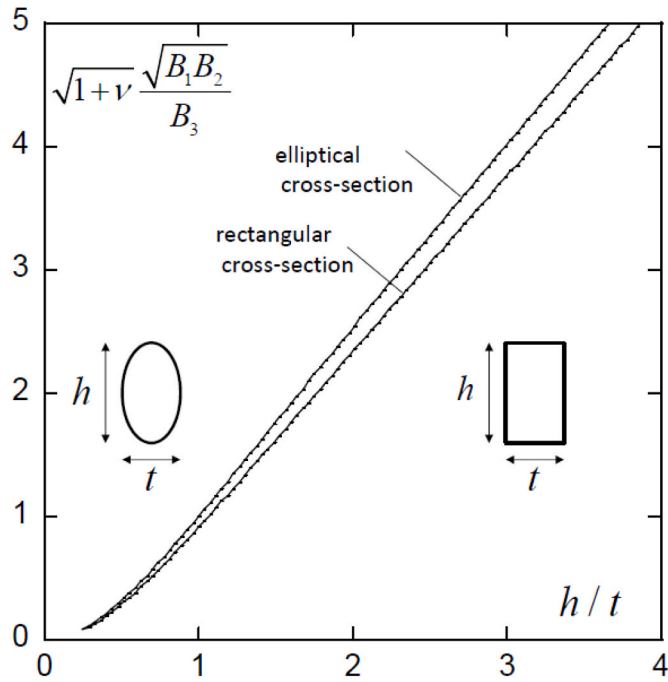 5
√1+ν √B₁B₂ / B₃
4
elliptical
cross-section
rectangular
cross-section
3
2
h
t
h
t
1
h / t
0
0 1 2 3 4